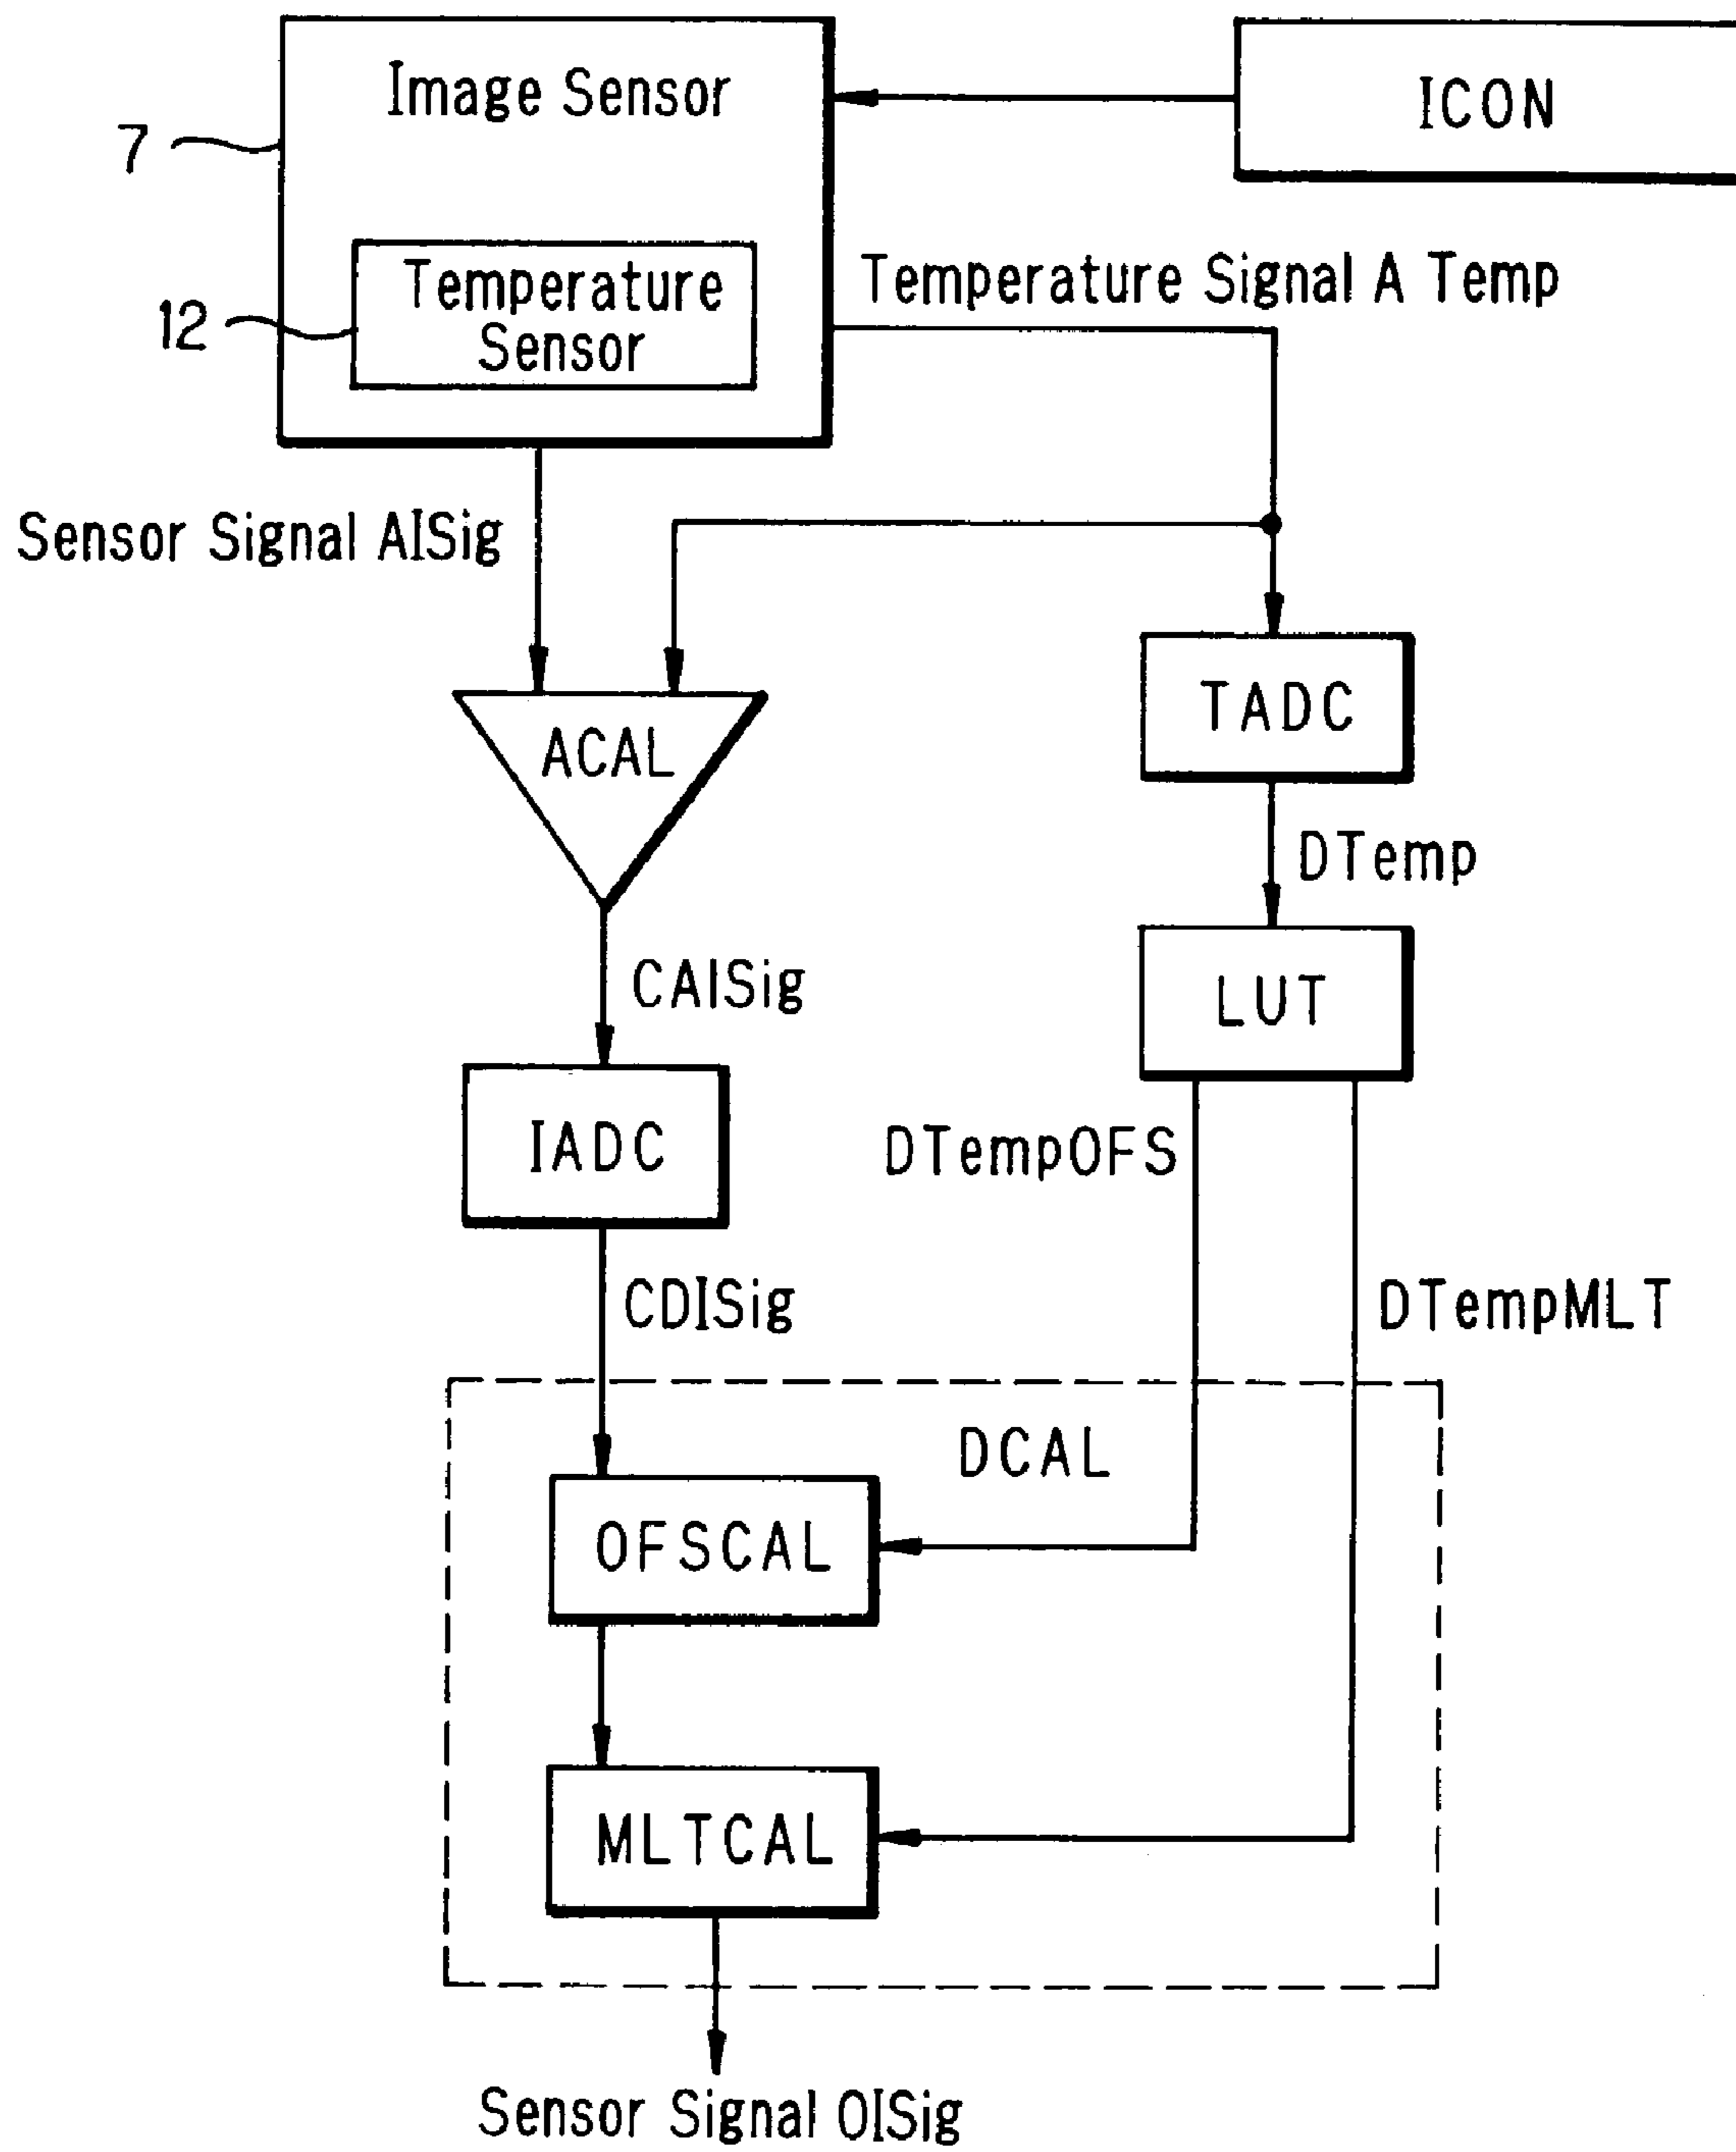 Image Sensor
ICON
7
Temperature
Sensor
12
Temperature Signal A Temp
Sensor Signal AISig
ACAL
TADC
DTemp
CAISig
LUT
IADC
DTempOFS
CDISig
DTempMLT
DCAL
OFSCAL
MLTCAL
Sensor Signal OISig